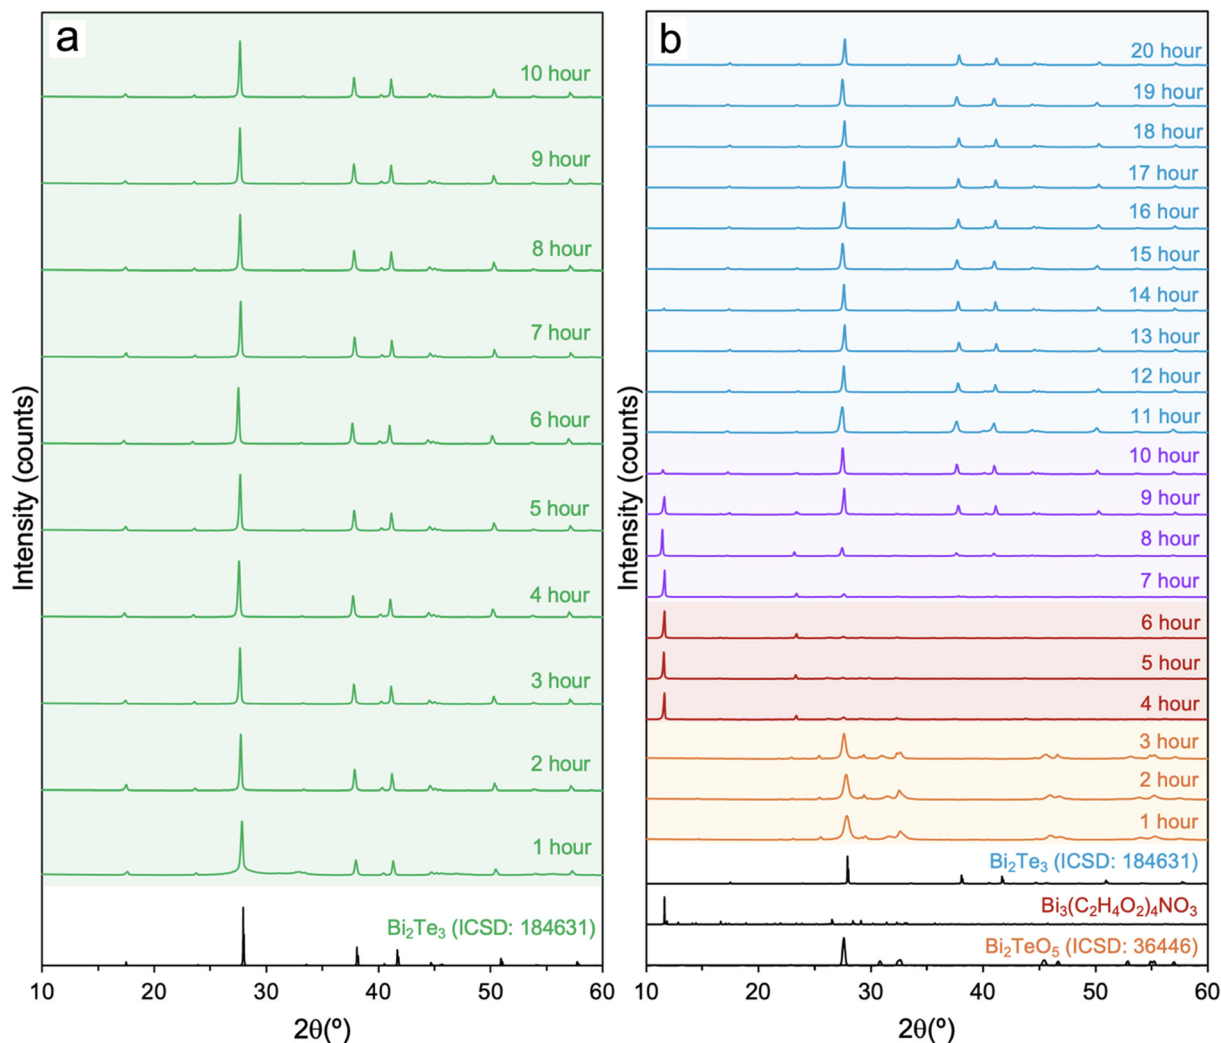 a
10 hour
9 hour
8 hour
7 hour
6 hour
5 hour
4 hour
3 hour
2 hour
1 hour
Bi₂Te₃ (ICSD: 184631)
Intensity (counts)
10 20 30 40 50 60
2θ(º)
b
20 hour
19 hour
18 hour
17 hour
16 hour
15 hour
14 hour
13 hour
12 hour
11 hour
10 hour
9 hour
8 hour
7 hour
6 hour
5 hour
4 hour
3 hour
2 hour
1 hour
Bi₂Te₃ (ICSD: 184631)
Bi₃(C₂H₄O₂)₄NO₃
Bi₂TeO₅ (ICSD: 36446)
Intensity (counts)
10 20 30 40 50 60
2θ(º)